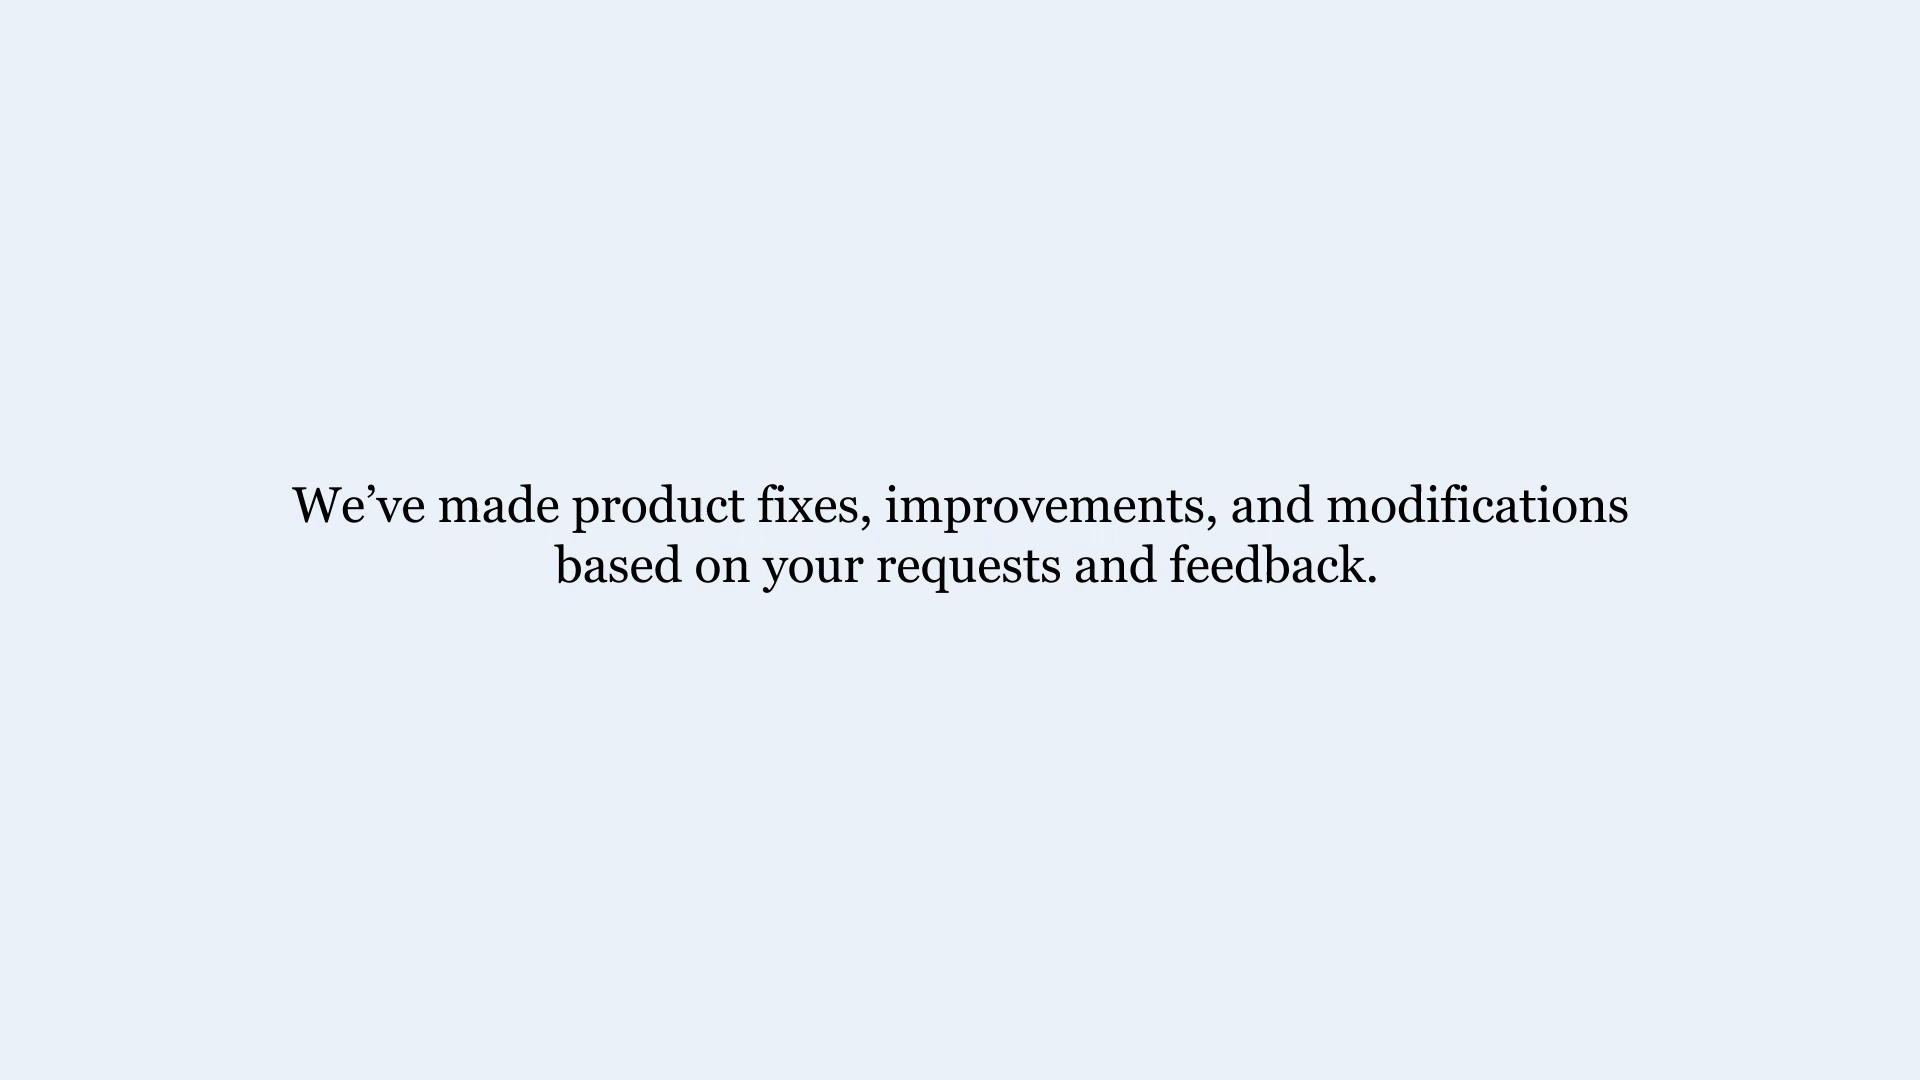 We’ve made product fixes, improvements, and modifications
based on your requests and feedback.